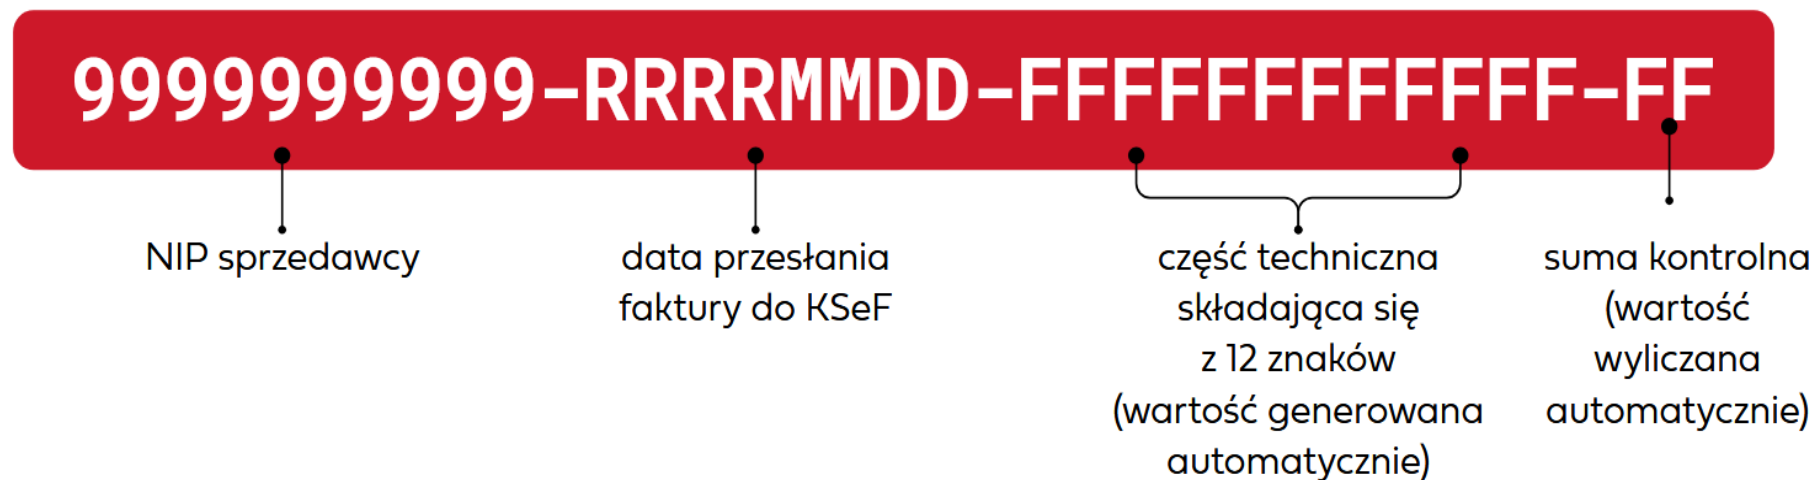 9999999999-RRRRMMDD-FFFFFFFFFFFF-FF
NIP sprzedawcy
data przesłania
faktury do KSeF
część techniczna
składająca się
z 12 znaków
(wartość generowana
automatycznie)
suma kontrolna
(wartość
wyliczana
automatycznie)